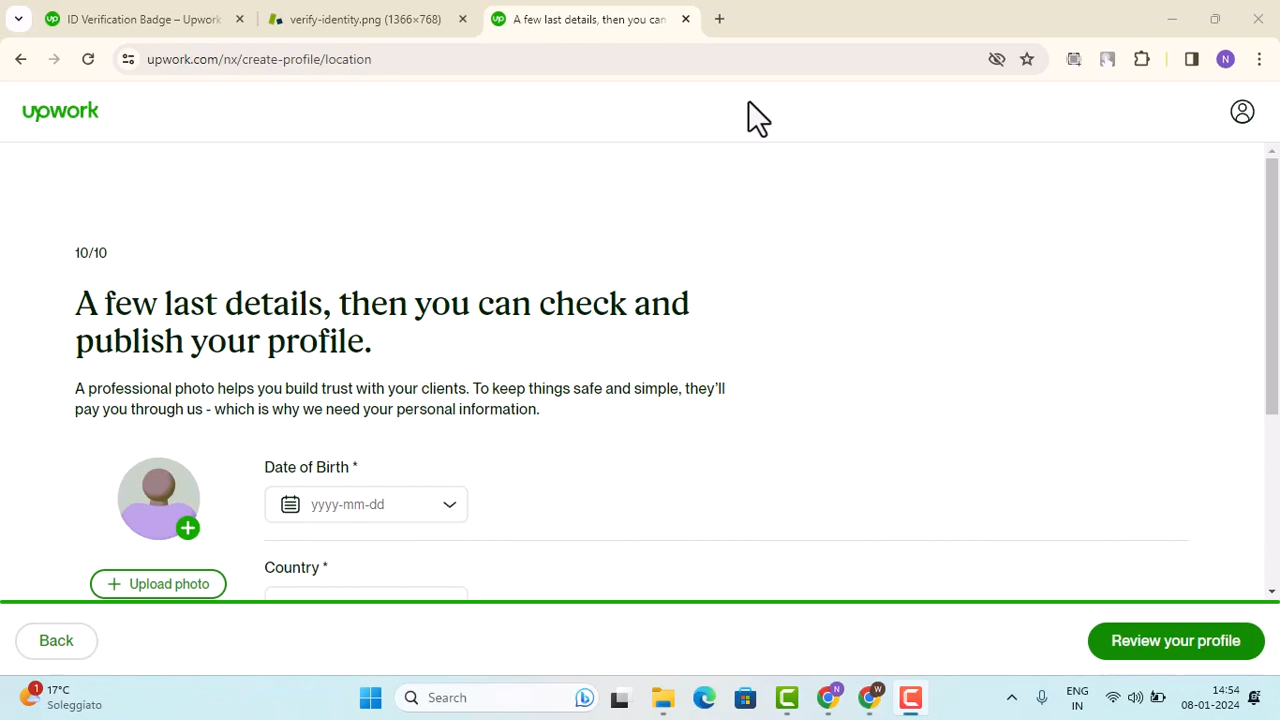 ID Verification Badge – Upwork
verify-identity.png (1366×768)
A few last details, then you can
upwork.com/nx/create-profile/location
N
upwork
10/10
A few last details, then you can check and
publish your profile.
A professional photo helps you build trust with your clients. To keep things safe and simple, they’ll
pay you through us - which is why we need your personal information.
Date of Birth *
yyyy-mm-dd
Upload photo
Country *
Back
Review your profile
1
17°C
Soleggiato
Search
N
W
ENG
IN
14:54
08-01-2024